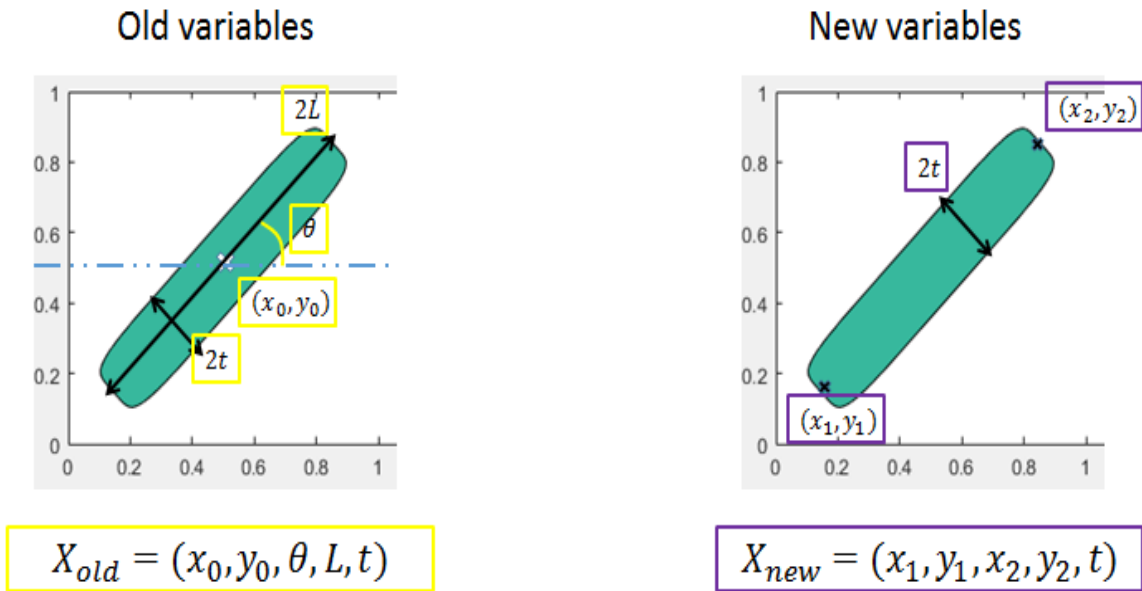 Old variables
New variables
1
0.8
0.6
0.4
0.2
0
0 0.2 0.4 0.6 0.8 1
2L
θ
(x₀, y₀)
2t
1
0.8
0.6
0.4
0.2
0
0 0.2 0.4 0.6 0.8 1
(x₂, y₂)
2t
(x₁, y₁)
X_old = (x₀, y₀, θ, L, t)
X_new = (x₁, y₁, x₂, y₂, t)